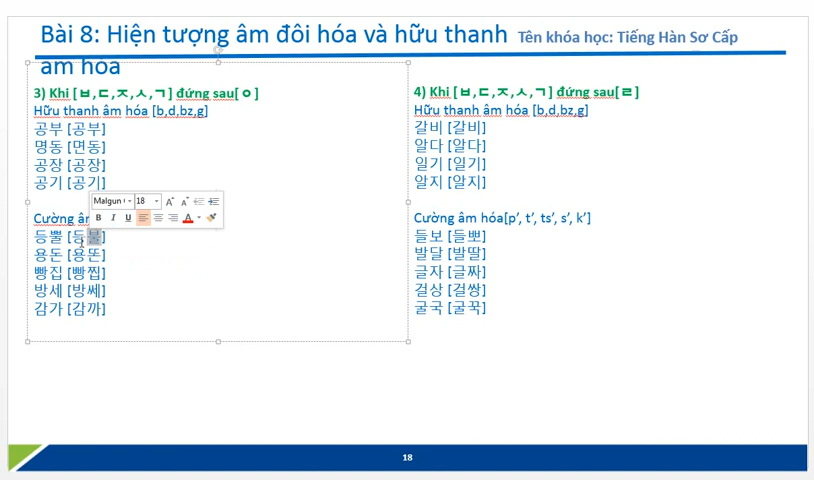 Bài 8: Hiện tượng âm đôi hóa và hữu thanh
âm hóa
Tên khóa học: Tiếng Hàn Sơ Cấp
3) Khi [ㅂ,ㄷ,ㅈ,ㅅ,ㄱ] đứng sau[ㅇ]
Hữu thanh âm hóa [b,d,bz,g]
공부 [공부]
명동 [면동]
공장 [공장]
공기 [공기]
Malgun
18
B I U A
Cường âm
등뿔 [등불]
용돈 [용똔]
빵집 [빵찝]
방세 [방쎄]
감가 [감까]
4) Khi [ㅂ,ㄷ,ㅈ,ㅅ,ㄱ] đứng sau[ㄹ]
Hữu thanh âm hóa [b,d,bz,g]
갈비 [갈비]
알다 [알다]
일기 [일기]
알지 [알지]
Cường âm hóa[p’, t’, ts’, s’, k’]
들보 [들뽀]
발달 [발딸]
글자 [글짜]
걸상 [걸쌍]
굴국 [굴꾹]
18